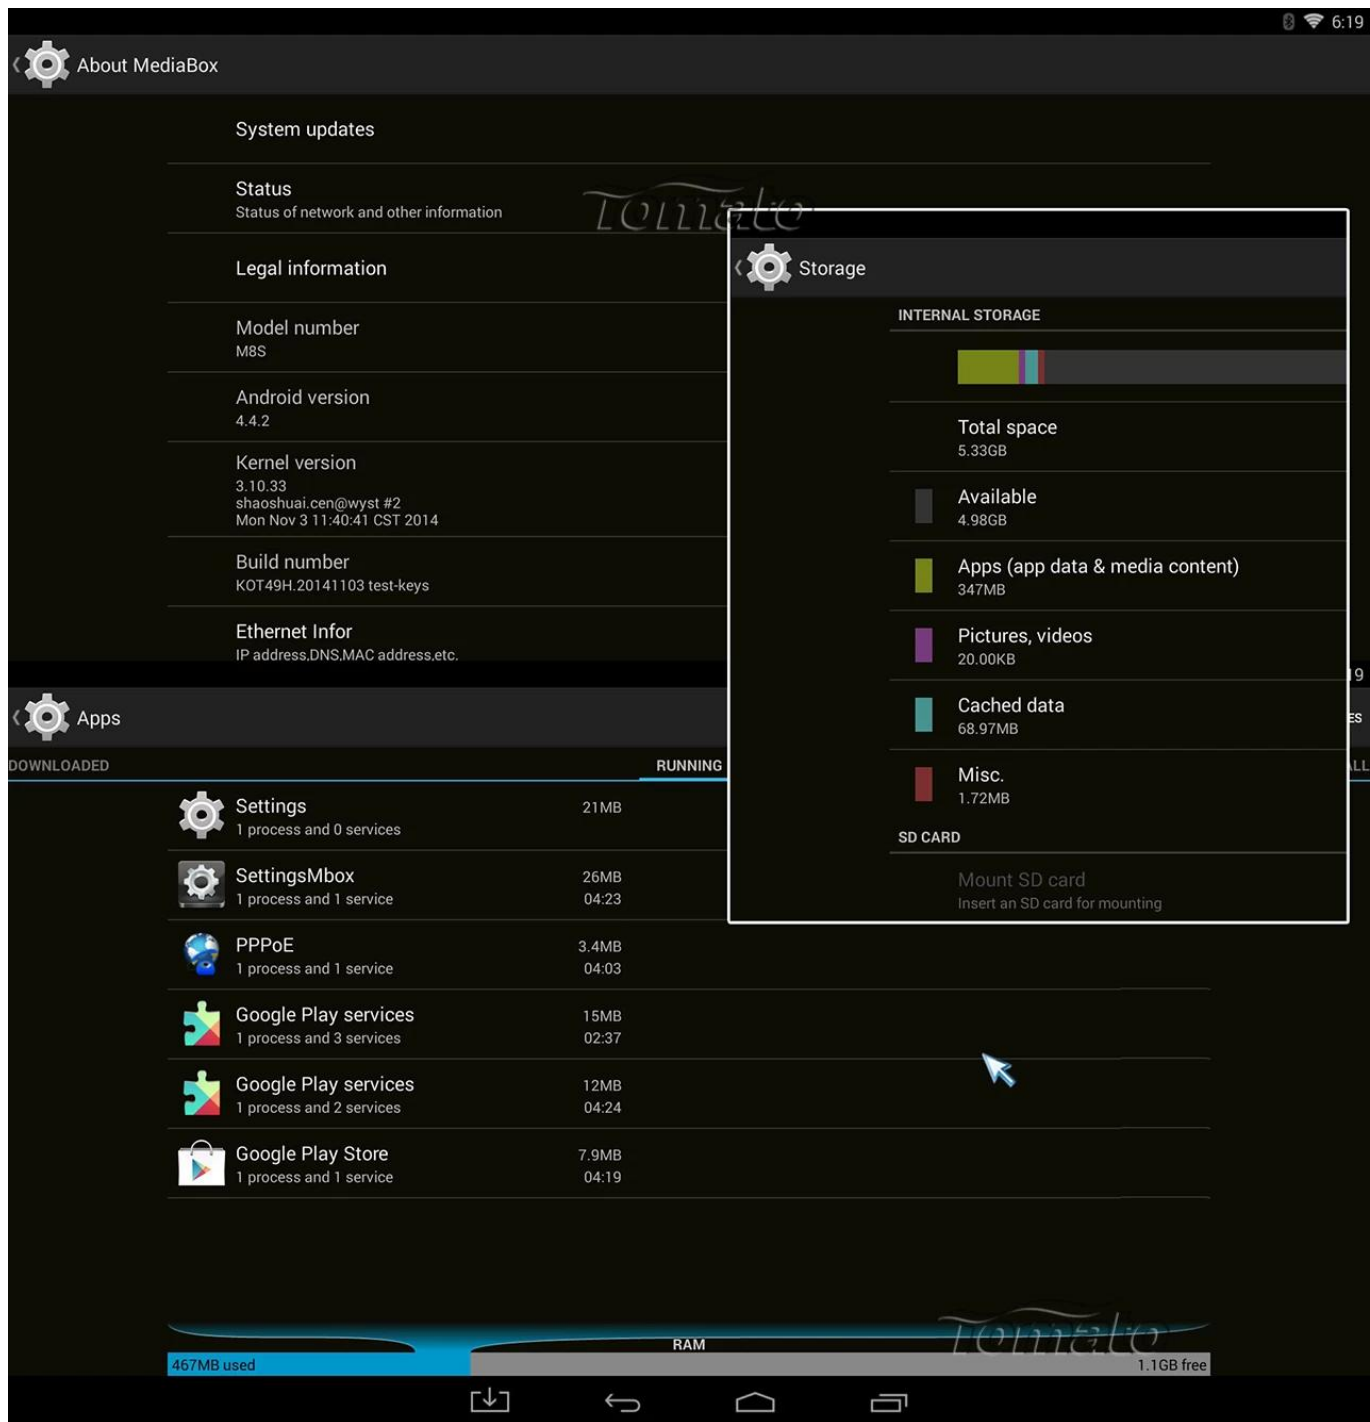 6:19
About MediaBox
System updates
Status
Status of network and other information
Tomato
Legal information
Model number
M8S
Android version
4.4.2
Kernel version
3.10.33
shaoshuai.cen@wyst #2
Mon Nov 3 11:40:41 CST 2014
Build number
KOT49H.20141103 test-keys
Ethernet Infor
IP address,DNS,MAC address,etc.
Storage
INTERNAL STORAGE
Total space
5.33GB
Available
4.98GB
Apps (app data & media content)
347MB
Pictures, videos
20.00KB
Cached data
68.97MB
Misc.
1.72MB
SD CARD
Mount SD card
Insert an SD card for mounting
19
Apps
ES
DOWNLOADED
RUNNING
ALL
Settings
21MB
1 process and 0 services
SettingsMbox
26MB
1 process and 1 service
04:23
PPPoE
3.4MB
1 process and 1 service
04:03
Google Play services
15MB
1 process and 3 services
02:37
Google Play services
12MB
1 process and 2 services
04:24
Google Play Store
7.9MB
1 process and 1 service
04:19
Tomato
RAM
467MB used
1.1GB free